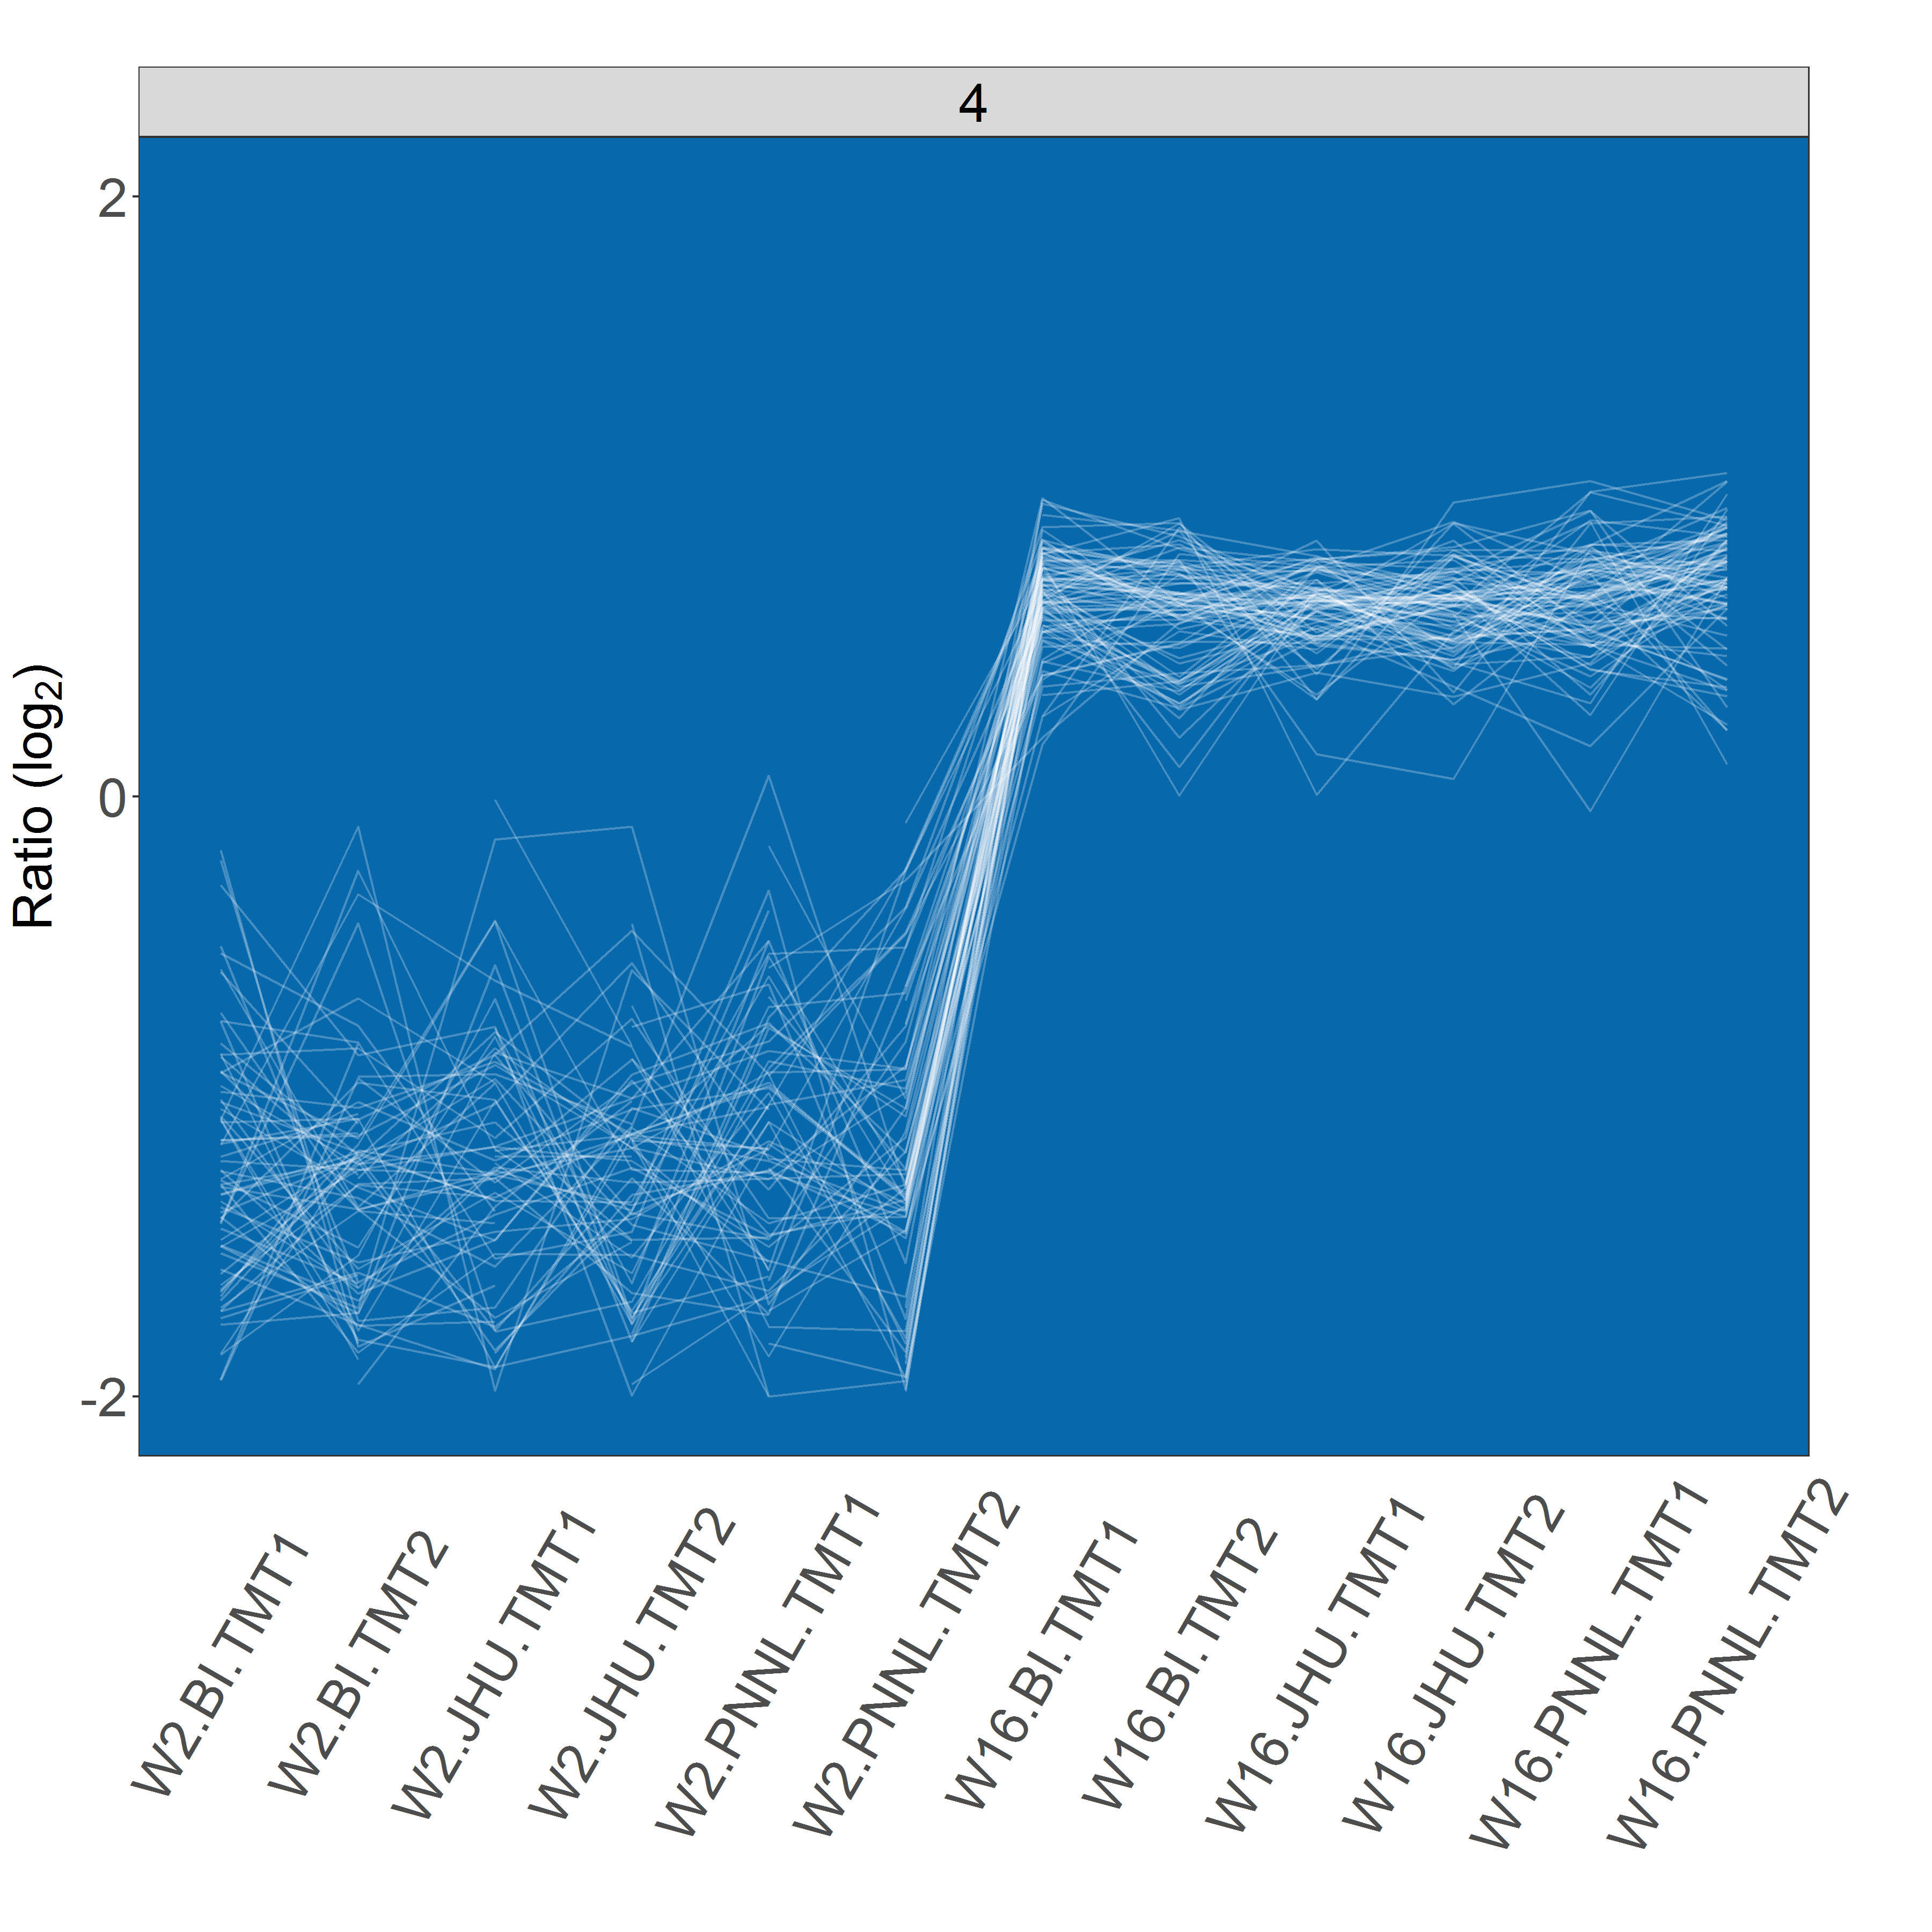 4
2
0
-2
Ratio (log2)
W2.BI.TMT1
W2.BI.TMT2
W2.JHU.TMT1
W2.JHU.TMT2
W2.PNNL.TMT1
W2.PNNL.TMT2
W16.BI.TMT1
W16.BI.TMT2
W16.JHU.TMT1
W16.JHU.TMT2
W16.PNNL.TMT1
W16.PNNL.TMT2